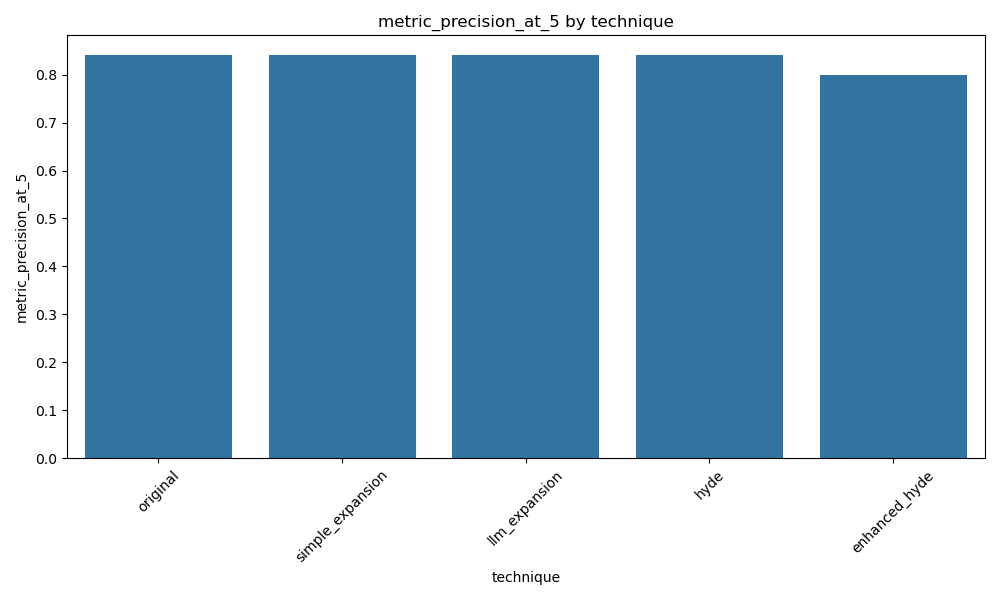 metric_precision_at_5 by technique
metric_precision_at_5
0.8
0.7
0.6
0.5
0.4
0.3
0.2
0.1
0.0
original
simple_expansion
llm_expansion
hyde
enhanced_hyde
technique